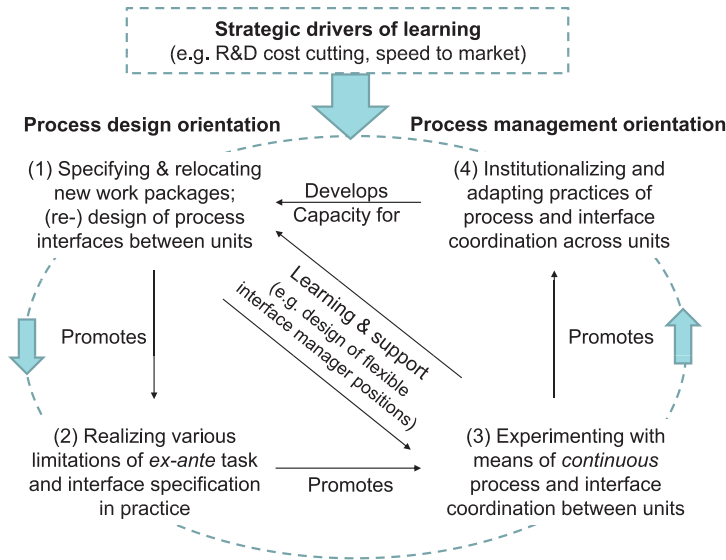 Strategic drivers of learning
(e.g. R&D cost cutting, speed to market)
Process design orientation
Process management orientation
(1) Specifying & relocating
new work packages;
(re-) design of process
interfaces between units
Develops
Capacity for
(4) Institutionalizing and
adapting practices of
process and interface
coordination across units
Learning & support
(e.g. design of flexible
interface manager positions)
Promotes
Promotes
(2) Realizing various
limitations of ex-ante task
and interface specification
in practice
Promotes
(3) Experimenting with
means of continuous
process and interface
coordination between units